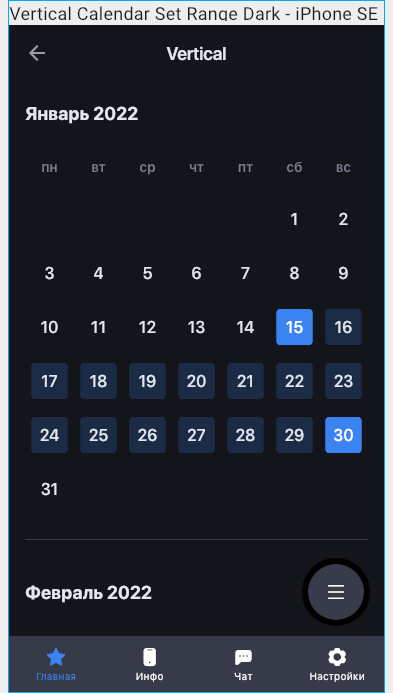 Vertical Calendar Set Range Dark - iPhone SE
Vertical
Январь 2022
пн вт ср чт пт сб вс
1 2
3 4 5 6 7 8 9
10 11 12 13 14 15 16
17 18 19 20 21 22 23
24 25 26 27 28 29 30
31
Февраль 2022
Главная Инфо Чат Настройки